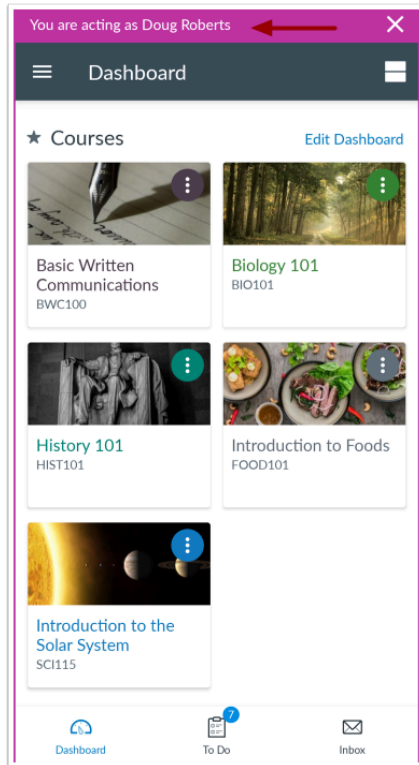 You are acting as Doug Roberts
Dashboard
Courses
Edit Dashboard
Basic Written
Communications
BWC100
Biology 101
BIO101
History 101
HIST101
Introduction to Foods
FOOD101
Introduction to the
Solar System
SCI115
7
Dashboard
To Do
Inbox